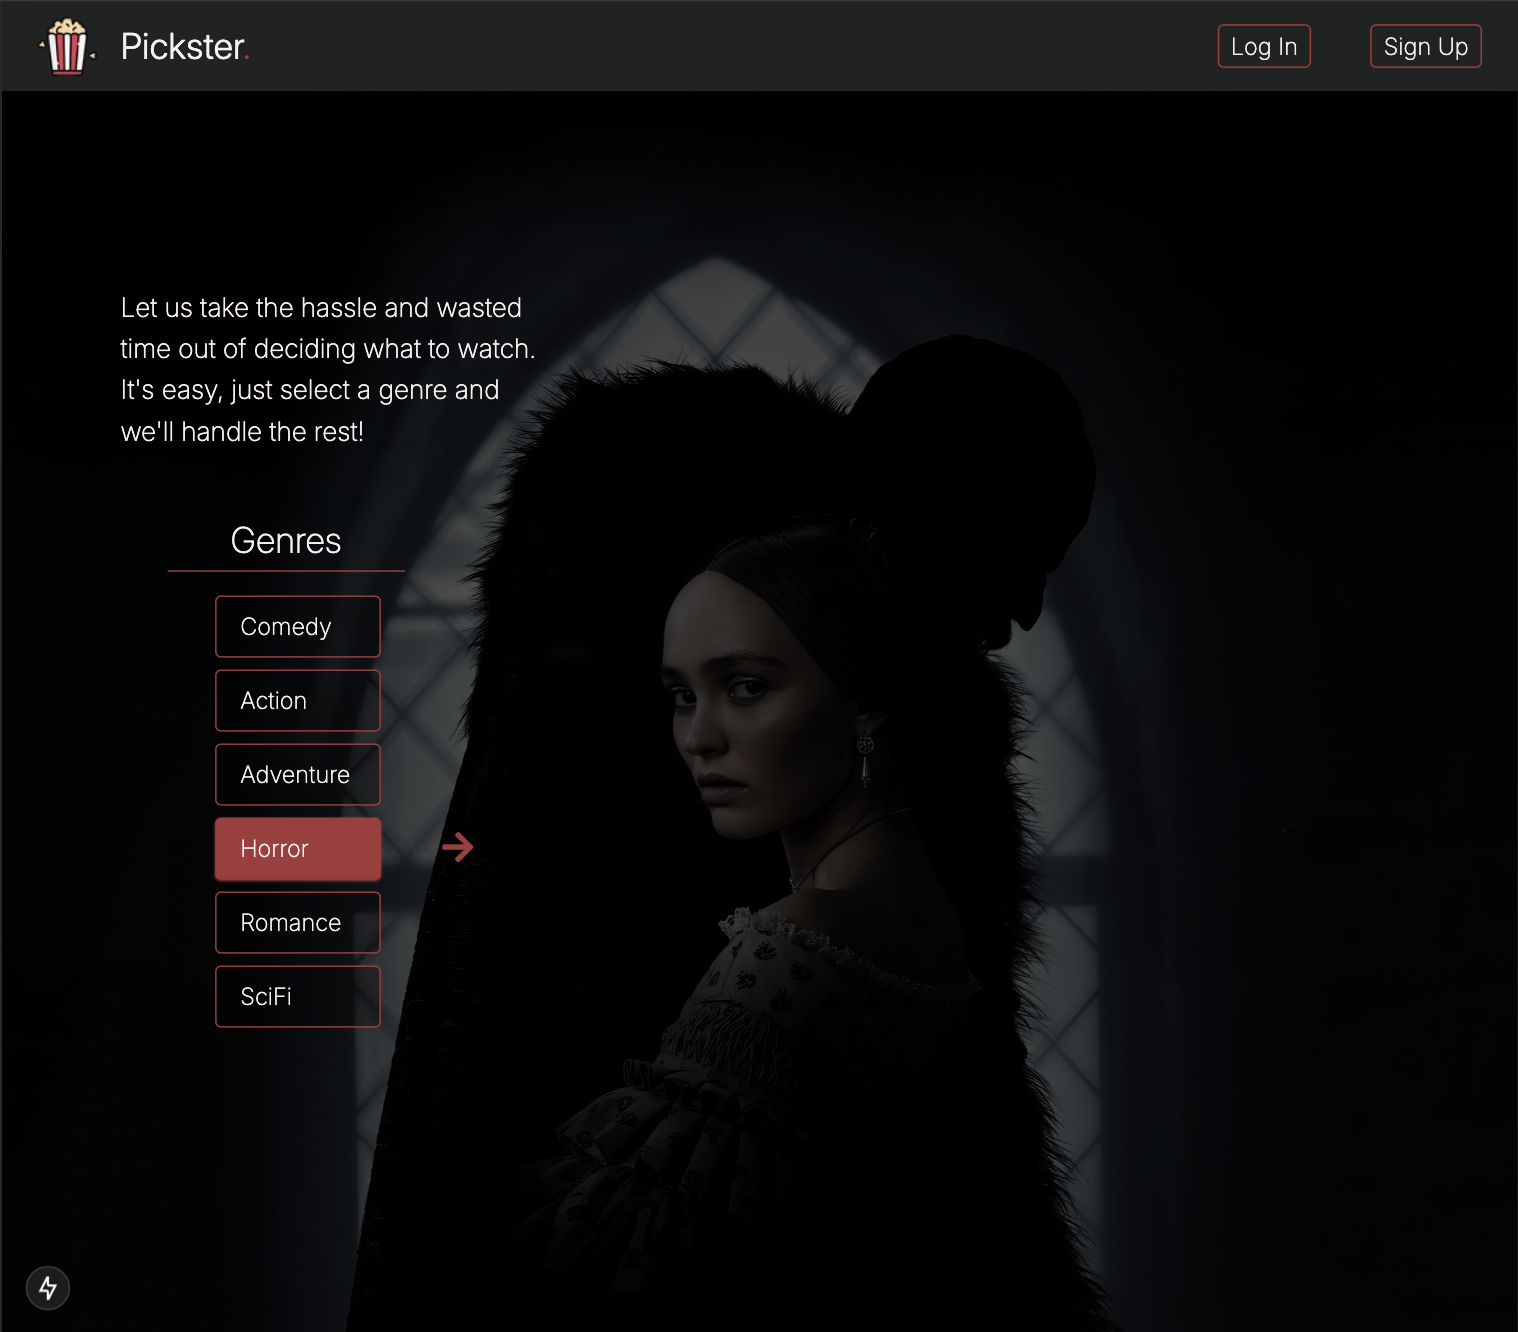 Pickster.
Log In
Sign Up
Let us take the hassle and wasted
time out of deciding what to watch.
It's easy, just select a genre and
we'll handle the rest!
Genres
Comedy
Action
Adventure
Horror
Romance
SciFi